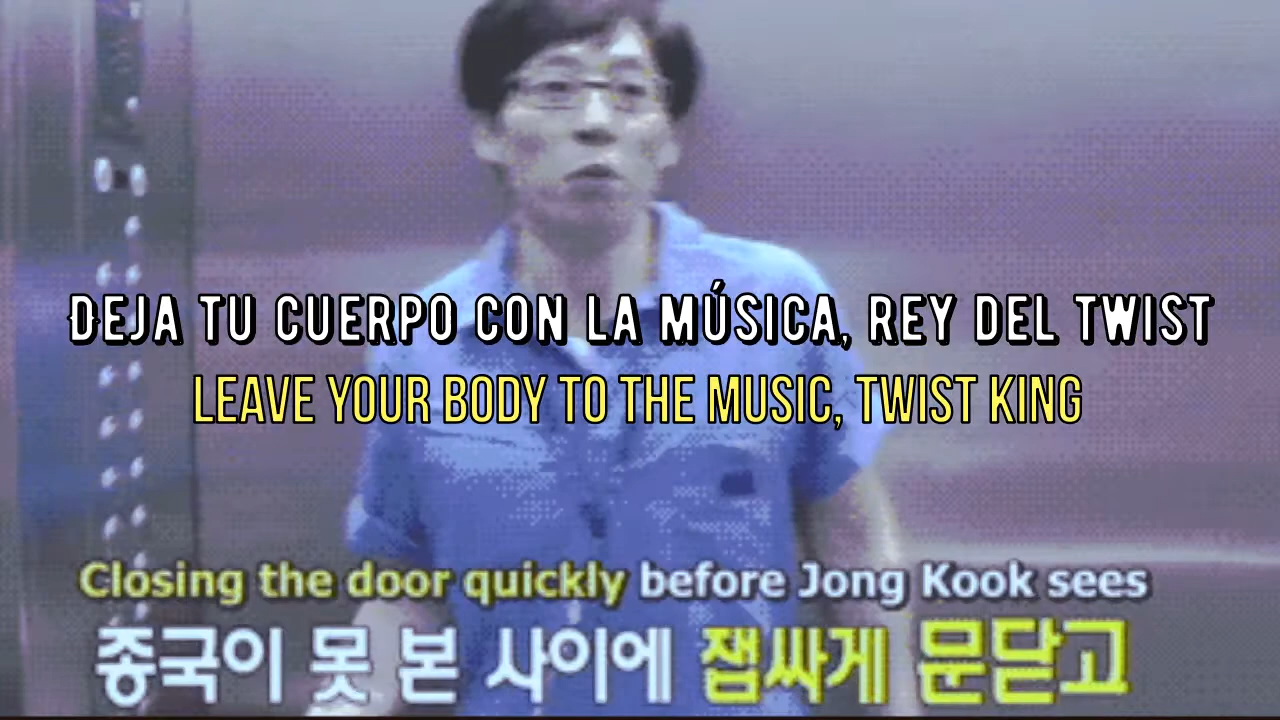 DEJA TU CUERPO CON LA MÚSICA, REY DEL TWIST
LEAVE YOUR BODY TO THE MUSIC, TWIST KING
Closing the door quickly before Jong Kook sees
종국이 못 본 사이에 잽싸게 문닫고